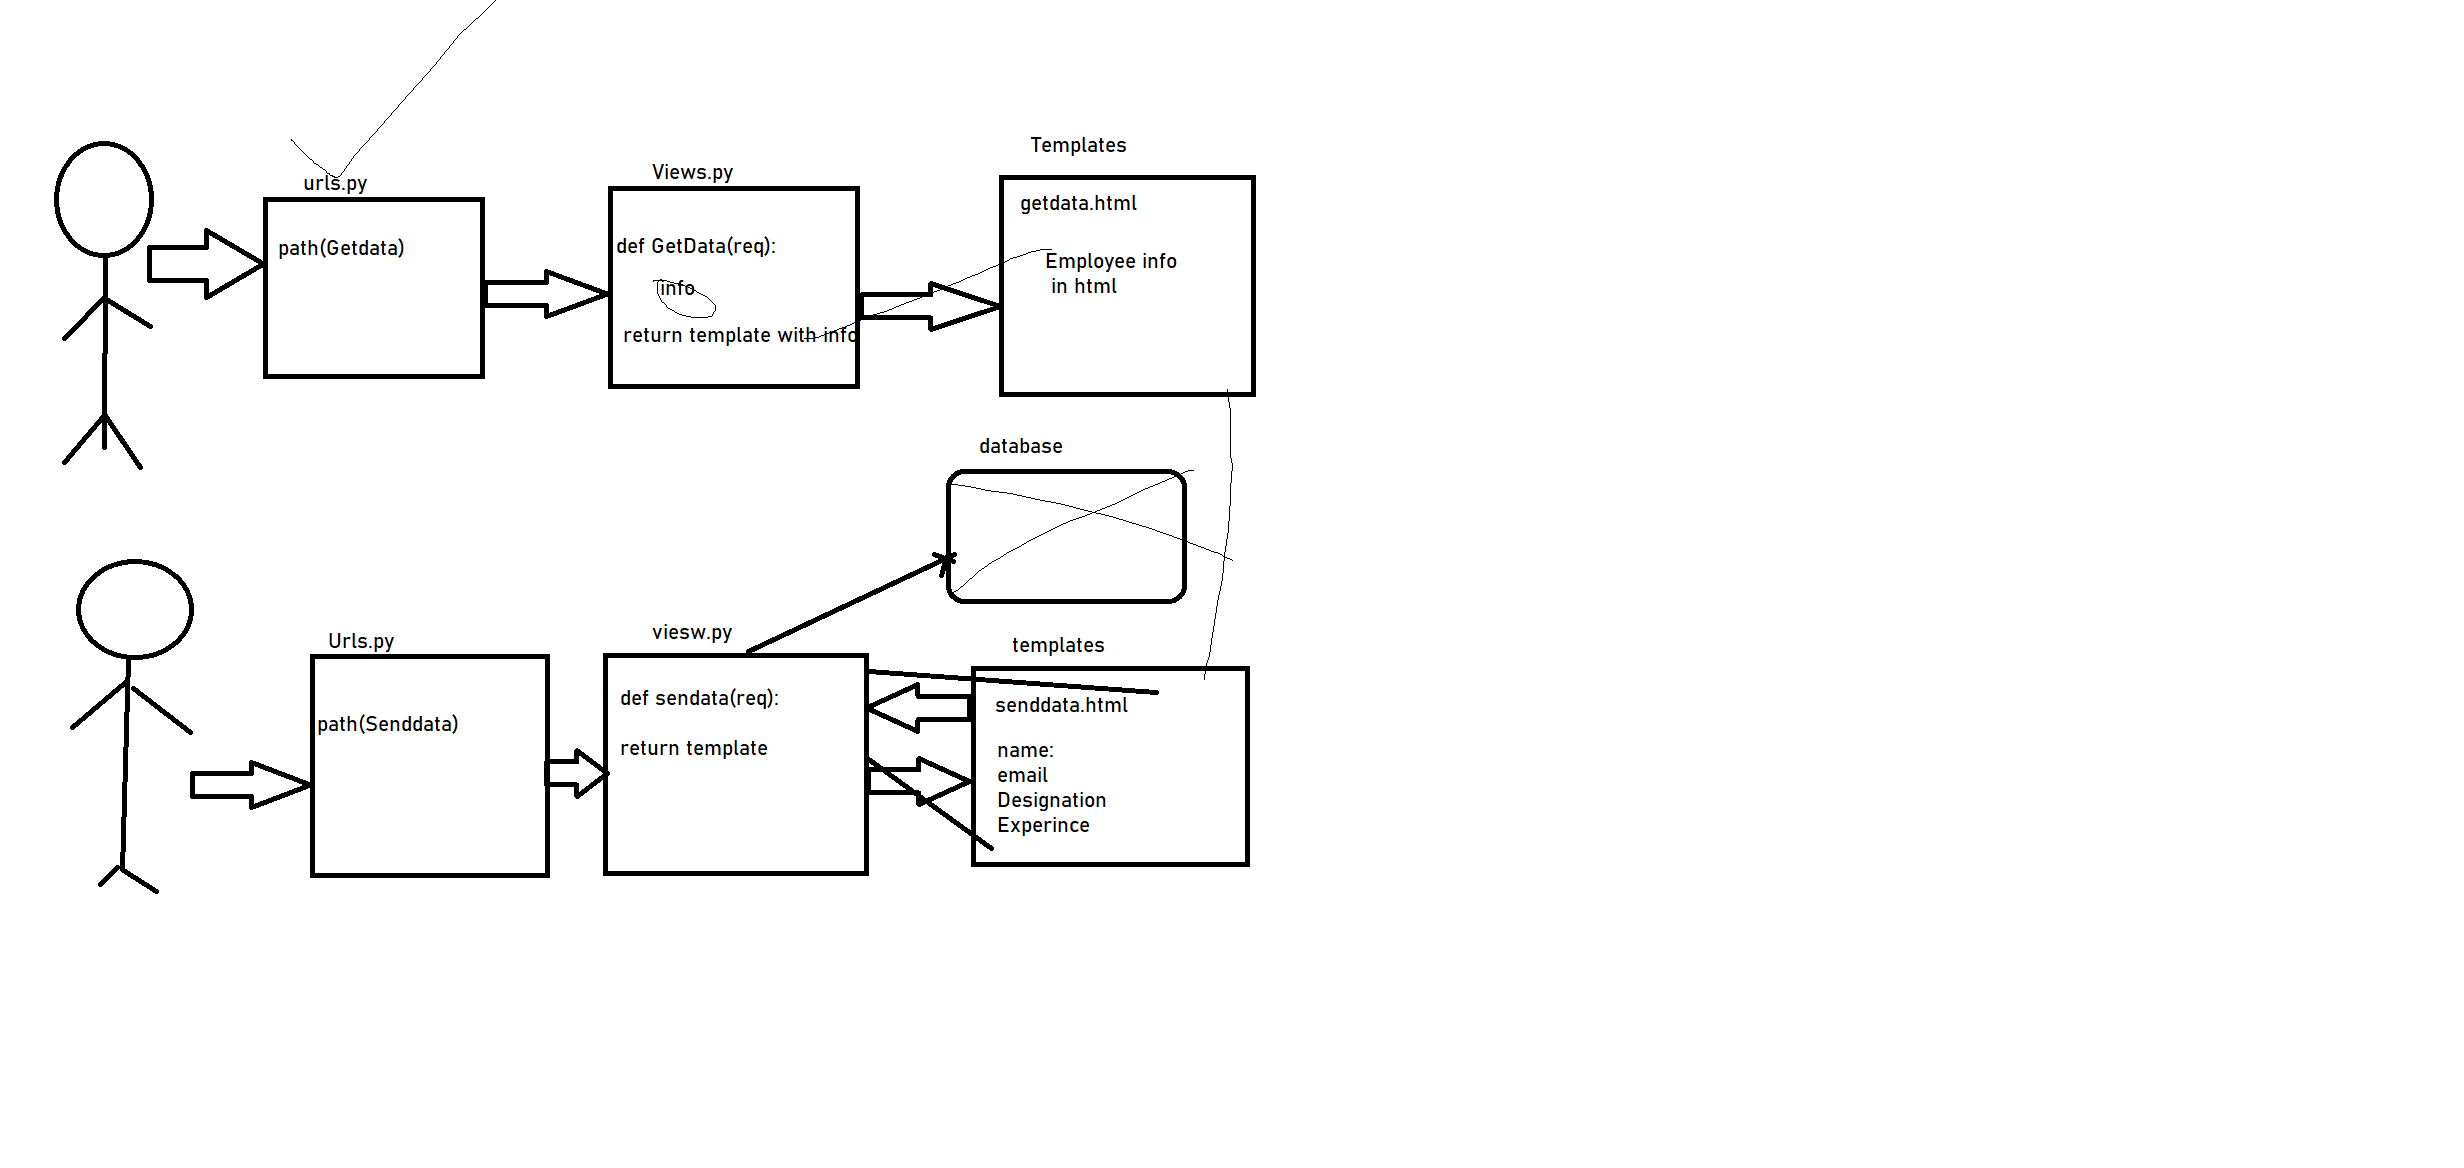 urls.py
path(Getdata)
Views.py
def GetData(req):
info
return template with info
Templates
getdata.html
Employee info
in html
database
Urls.py
path(Senddata)
viesw.py
def sendata(req):
return template
templates
senddata.html
name:
email
Designation
Experince